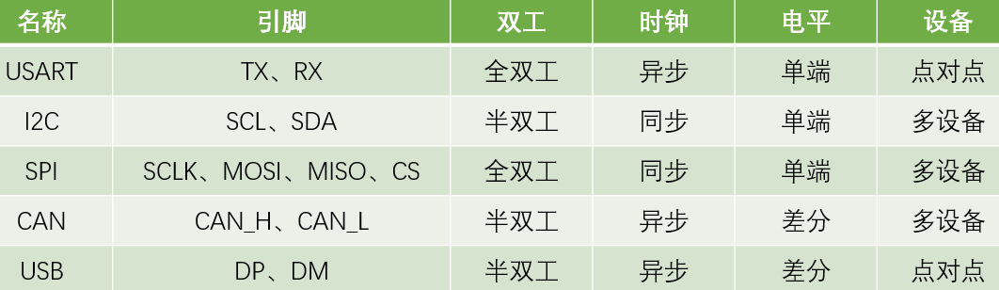 名称 引脚 双工 时钟 电平 设备
USART TX、RX 全双工 异步 单端 点对点
I2C SCL、SDA 半双工 同步 单端 多设备
SPI SCLK、MOSI、MISO、CS 全双工 同步 单端 多设备
CAN CAN_H、CAN_L 半双工 异步 差分 多设备
USB DP、DM 半双工 异步 差分 点对点